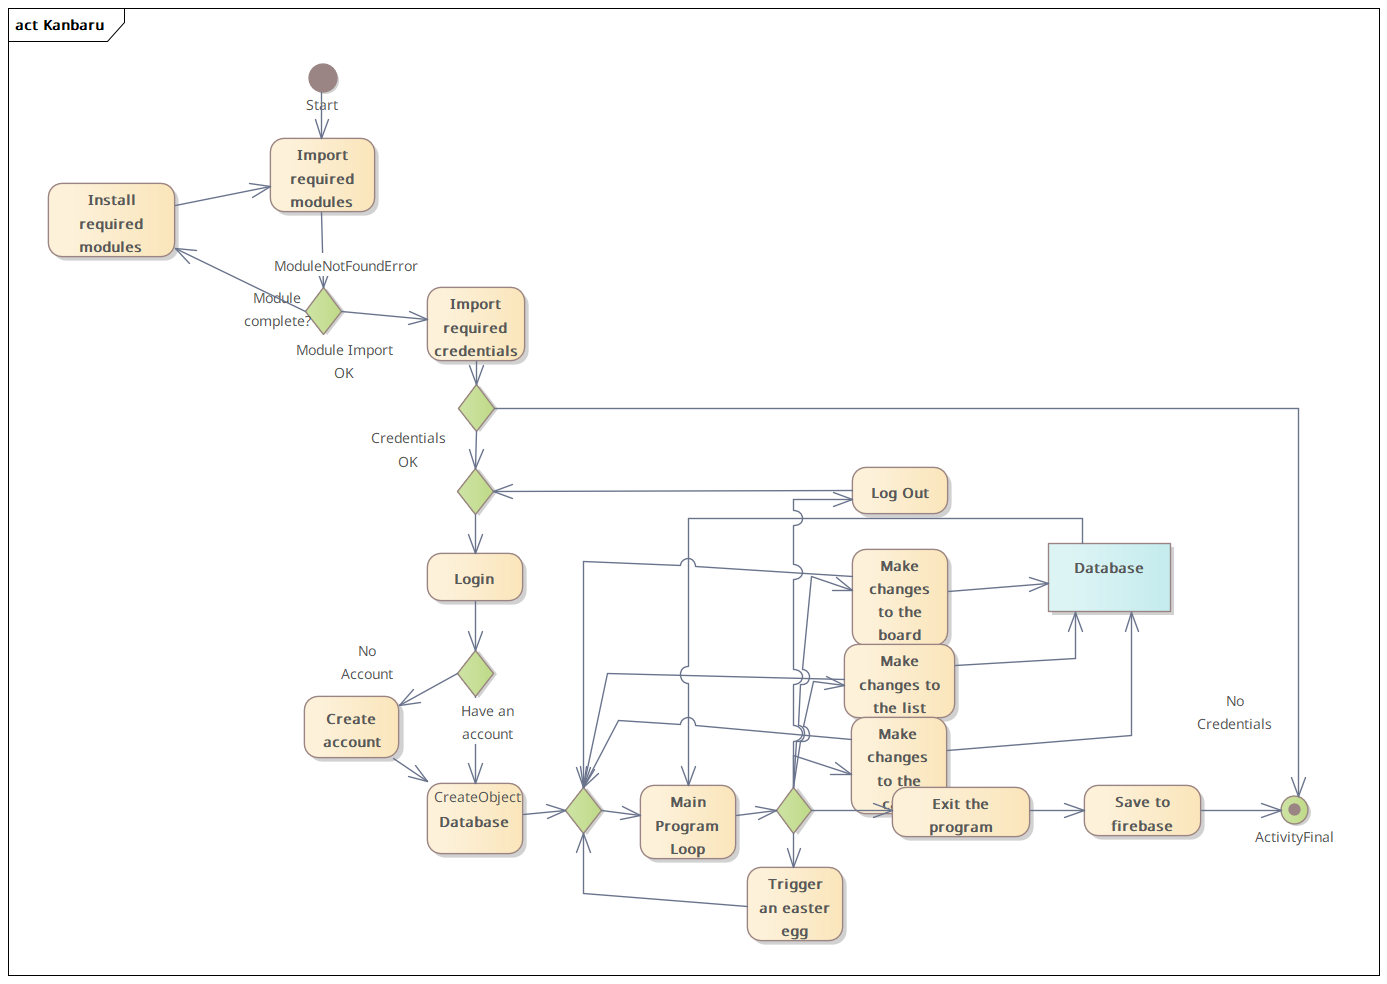 act Kanbaru
Start
Import
required
modules
Install
required
modules
ModuleNotFoundError
Module
complete?
Module Import
OK
Import
required
credentials
Credentials
OK
Log Out
Login
Make
changes
to the
board
Database
Make
changes to
the list
No
Account
Create
account
Have an
account
No
Credentials
Make
changes
to the
CreateObject
Database
Main
Program
Loop
Exit the
program
Save to
firebase
ActivityFinal
Trigger
an easter
egg